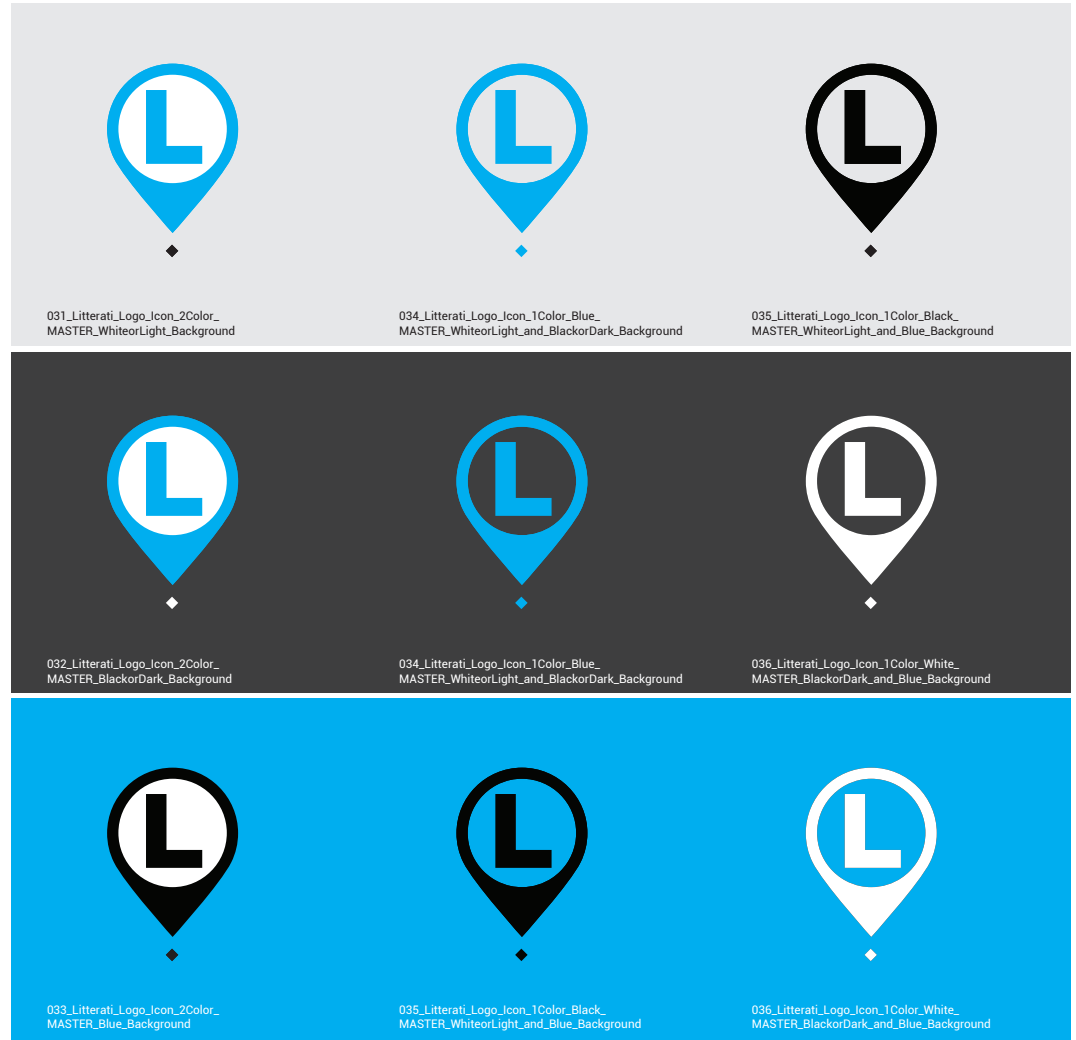 L
L
L
031_Litterati_Logo_Icon_2Color_
MASTER_WhiteorLight_Background
034_Litterati_Logo_Icon_1Color_Blue_
MASTER_WhiteorLight_and_BlackorDark_Background
035_Litterati_Logo_Icon_1Color_Black_
MASTER_WhiteorLight_and_Blue_Background
L
L
L
032_Litterati_Logo_Icon_2Color_
MASTER_BlackorDark_Background
034_Litterati_Logo_Icon_1Color_Blue_
MASTER_WhiteorLight_and_BlackorDark_Background
036_Litterati_Logo_Icon_1Color_White_
MASTER_BlackorDark_and_Blue_Background
L
L
L
033_Litterati_Logo_Icon_2Color_
MASTER_Blue_Background
035_Litterati_Logo_Icon_1Color_Black_
MASTER_WhiteorLight_and_Blue_Background
036_Litterati_Logo_Icon_1Color_White_
MASTER_BlackorDark_and_Blue_Background